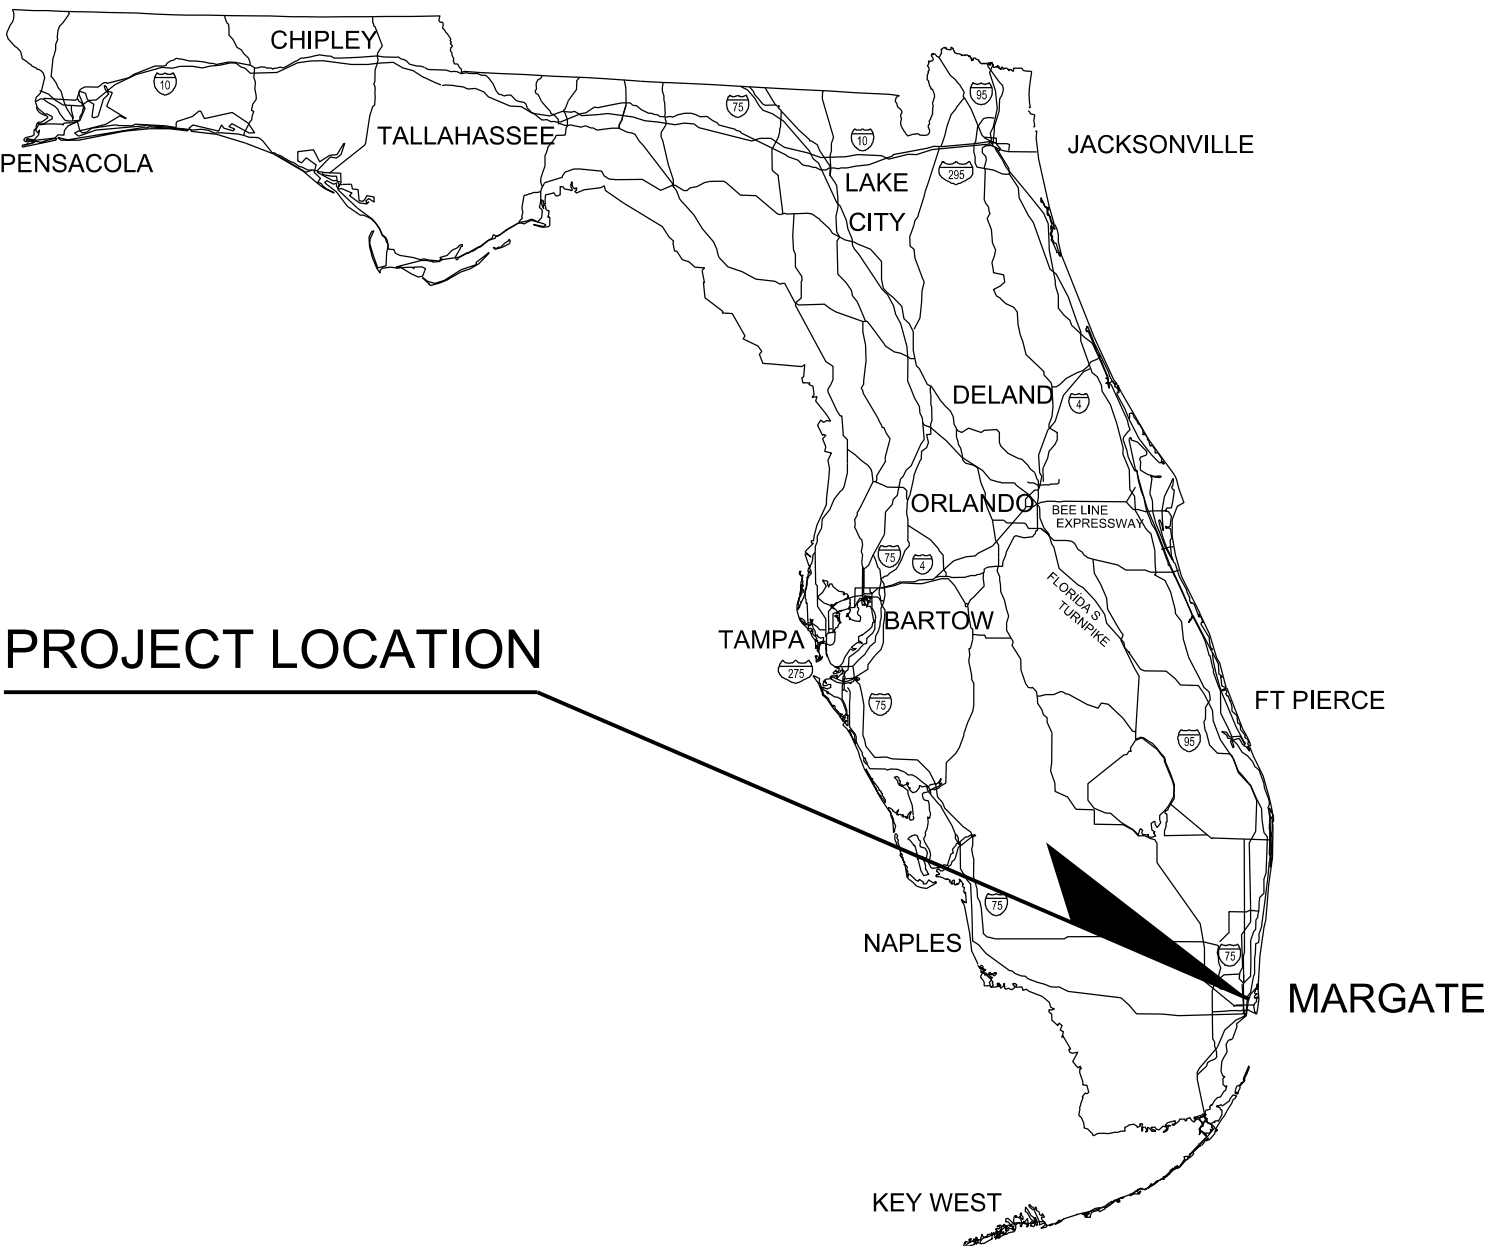 CHIPLEY
10
75
95
TALLAHASSEE
10
JACKSONVILLE
PENSACOLA
295
LAKE
CITY
DELAND
4
ORLANDO
BEE LINE
EXPRESSWAY
75
4
FLORIDA S
TURNPIKE
BARTOW
TAMPA
PROJECT LOCATION
275
75
FT PIERCE
95
75
NAPLES
75
MARGATE
KEY WEST